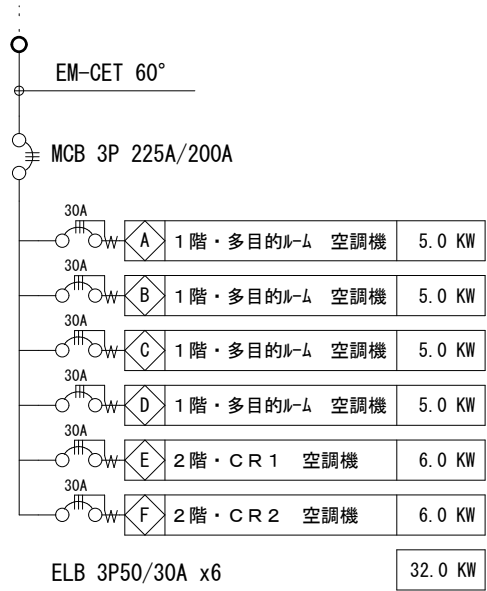 EM-CET 60°
MCB 3P 225A/200A
30A
A 1階・多目的ﾙｰﾑ 空調機 5.0 KW
30A
B 1階・多目的ﾙｰﾑ 空調機 5.0 KW
30A
C 1階・多目的ﾙｰﾑ 空調機 5.0 KW
30A
D 1階・多目的ﾙｰﾑ 空調機 5.0 KW
30A
E 2階・CR1 空調機 6.0 KW
30A
F 2階・CR2 空調機 6.0 KW
ELB 3P50/30A x6 32.0 KW